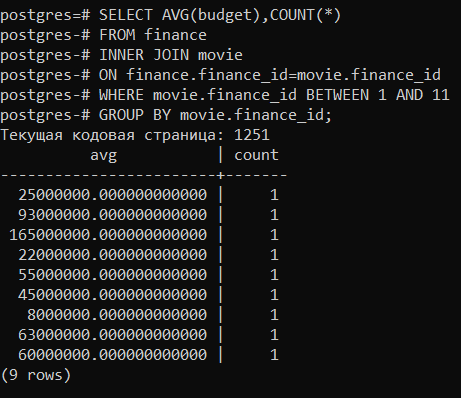 postgres=# SELECT AVG(budget),COUNT(*)
postgres-# FROM finance
postgres-# INNER JOIN movie
postgres-# ON finance.finance_id=movie.finance_id
postgres-# WHERE movie.finance_id BETWEEN 1 AND 11
postgres-# GROUP BY movie.finance_id;
Текущая кодовая страница: 1251
          avg           | count
------------------------+-------
  25000000.000000000000 |     1
  93000000.000000000000 |     1
 165000000.000000000000 |     1
  22000000.000000000000 |     1
  55000000.000000000000 |     1
  45000000.000000000000 |     1
   8000000.000000000000 |     1
  63000000.000000000000 |     1
  60000000.000000000000 |     1
(9 rows)